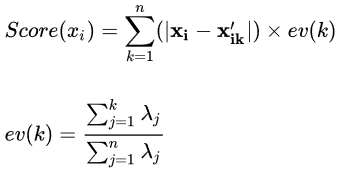 Score(x_i) = \sum_{k=1}^{n} (|\mathbf{x_i} - \mathbf{x'_{ik}}|) \times ev(k)
ev(k) = \frac{\sum_{j=1}^{k} \lambda_j}{\sum_{j=1}^{n} \lambda_j}